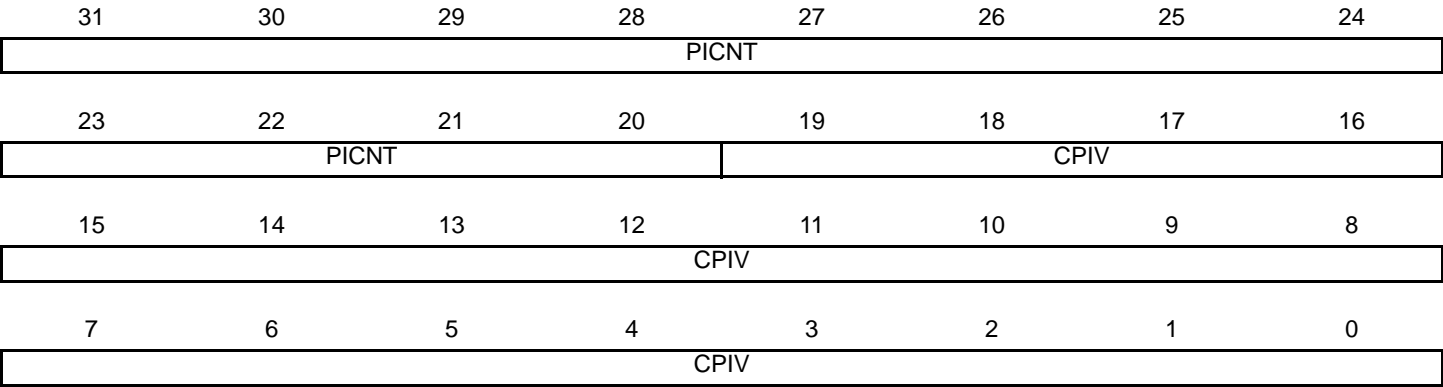 31 30 29 28 27 26 25 24
PICNT
23 22 21 20 19 18 17 16
PICNT CPIV
15 14 13 12 11 10 9 8
CPIV
7 6 5 4 3 2 1 0
CPIV